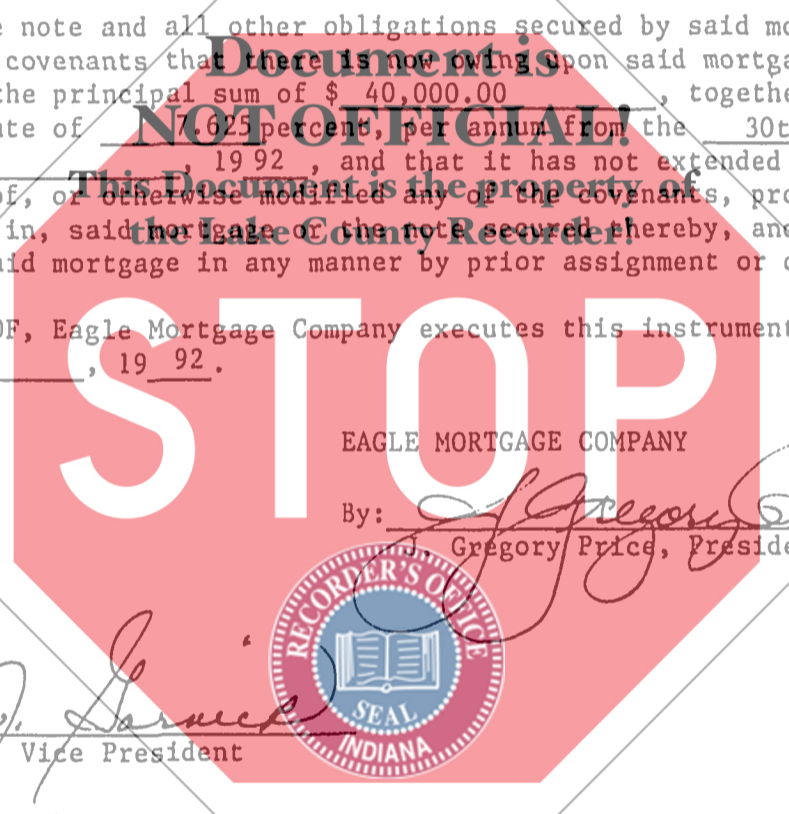 e note and all other obligations secured by said mo
covenants that there is now owing upon said mortga
the principal sum of $ 40,000.00 , togethe
ate of 7.625 percent, per annum from the 30t
, 19 92 , and that it has not extended
of, or otherwise modified any of the covenants, pro
in, said mortgage or the note secured thereby, and
aid mortgage in any manner by prior assignment or o
Document is
NOT OFFICIAL!
This Document is the property of
the Lake County Recorder!
OF, Eagle Mortgage Company executes this instrument
, 19 92 .
STOP
EAGLE MORTGAGE COMPANY
By: J Gregory
J. Gregory Price, Preside
RECORDER'S OFFICE
SEAL
INDIANA
Vice President